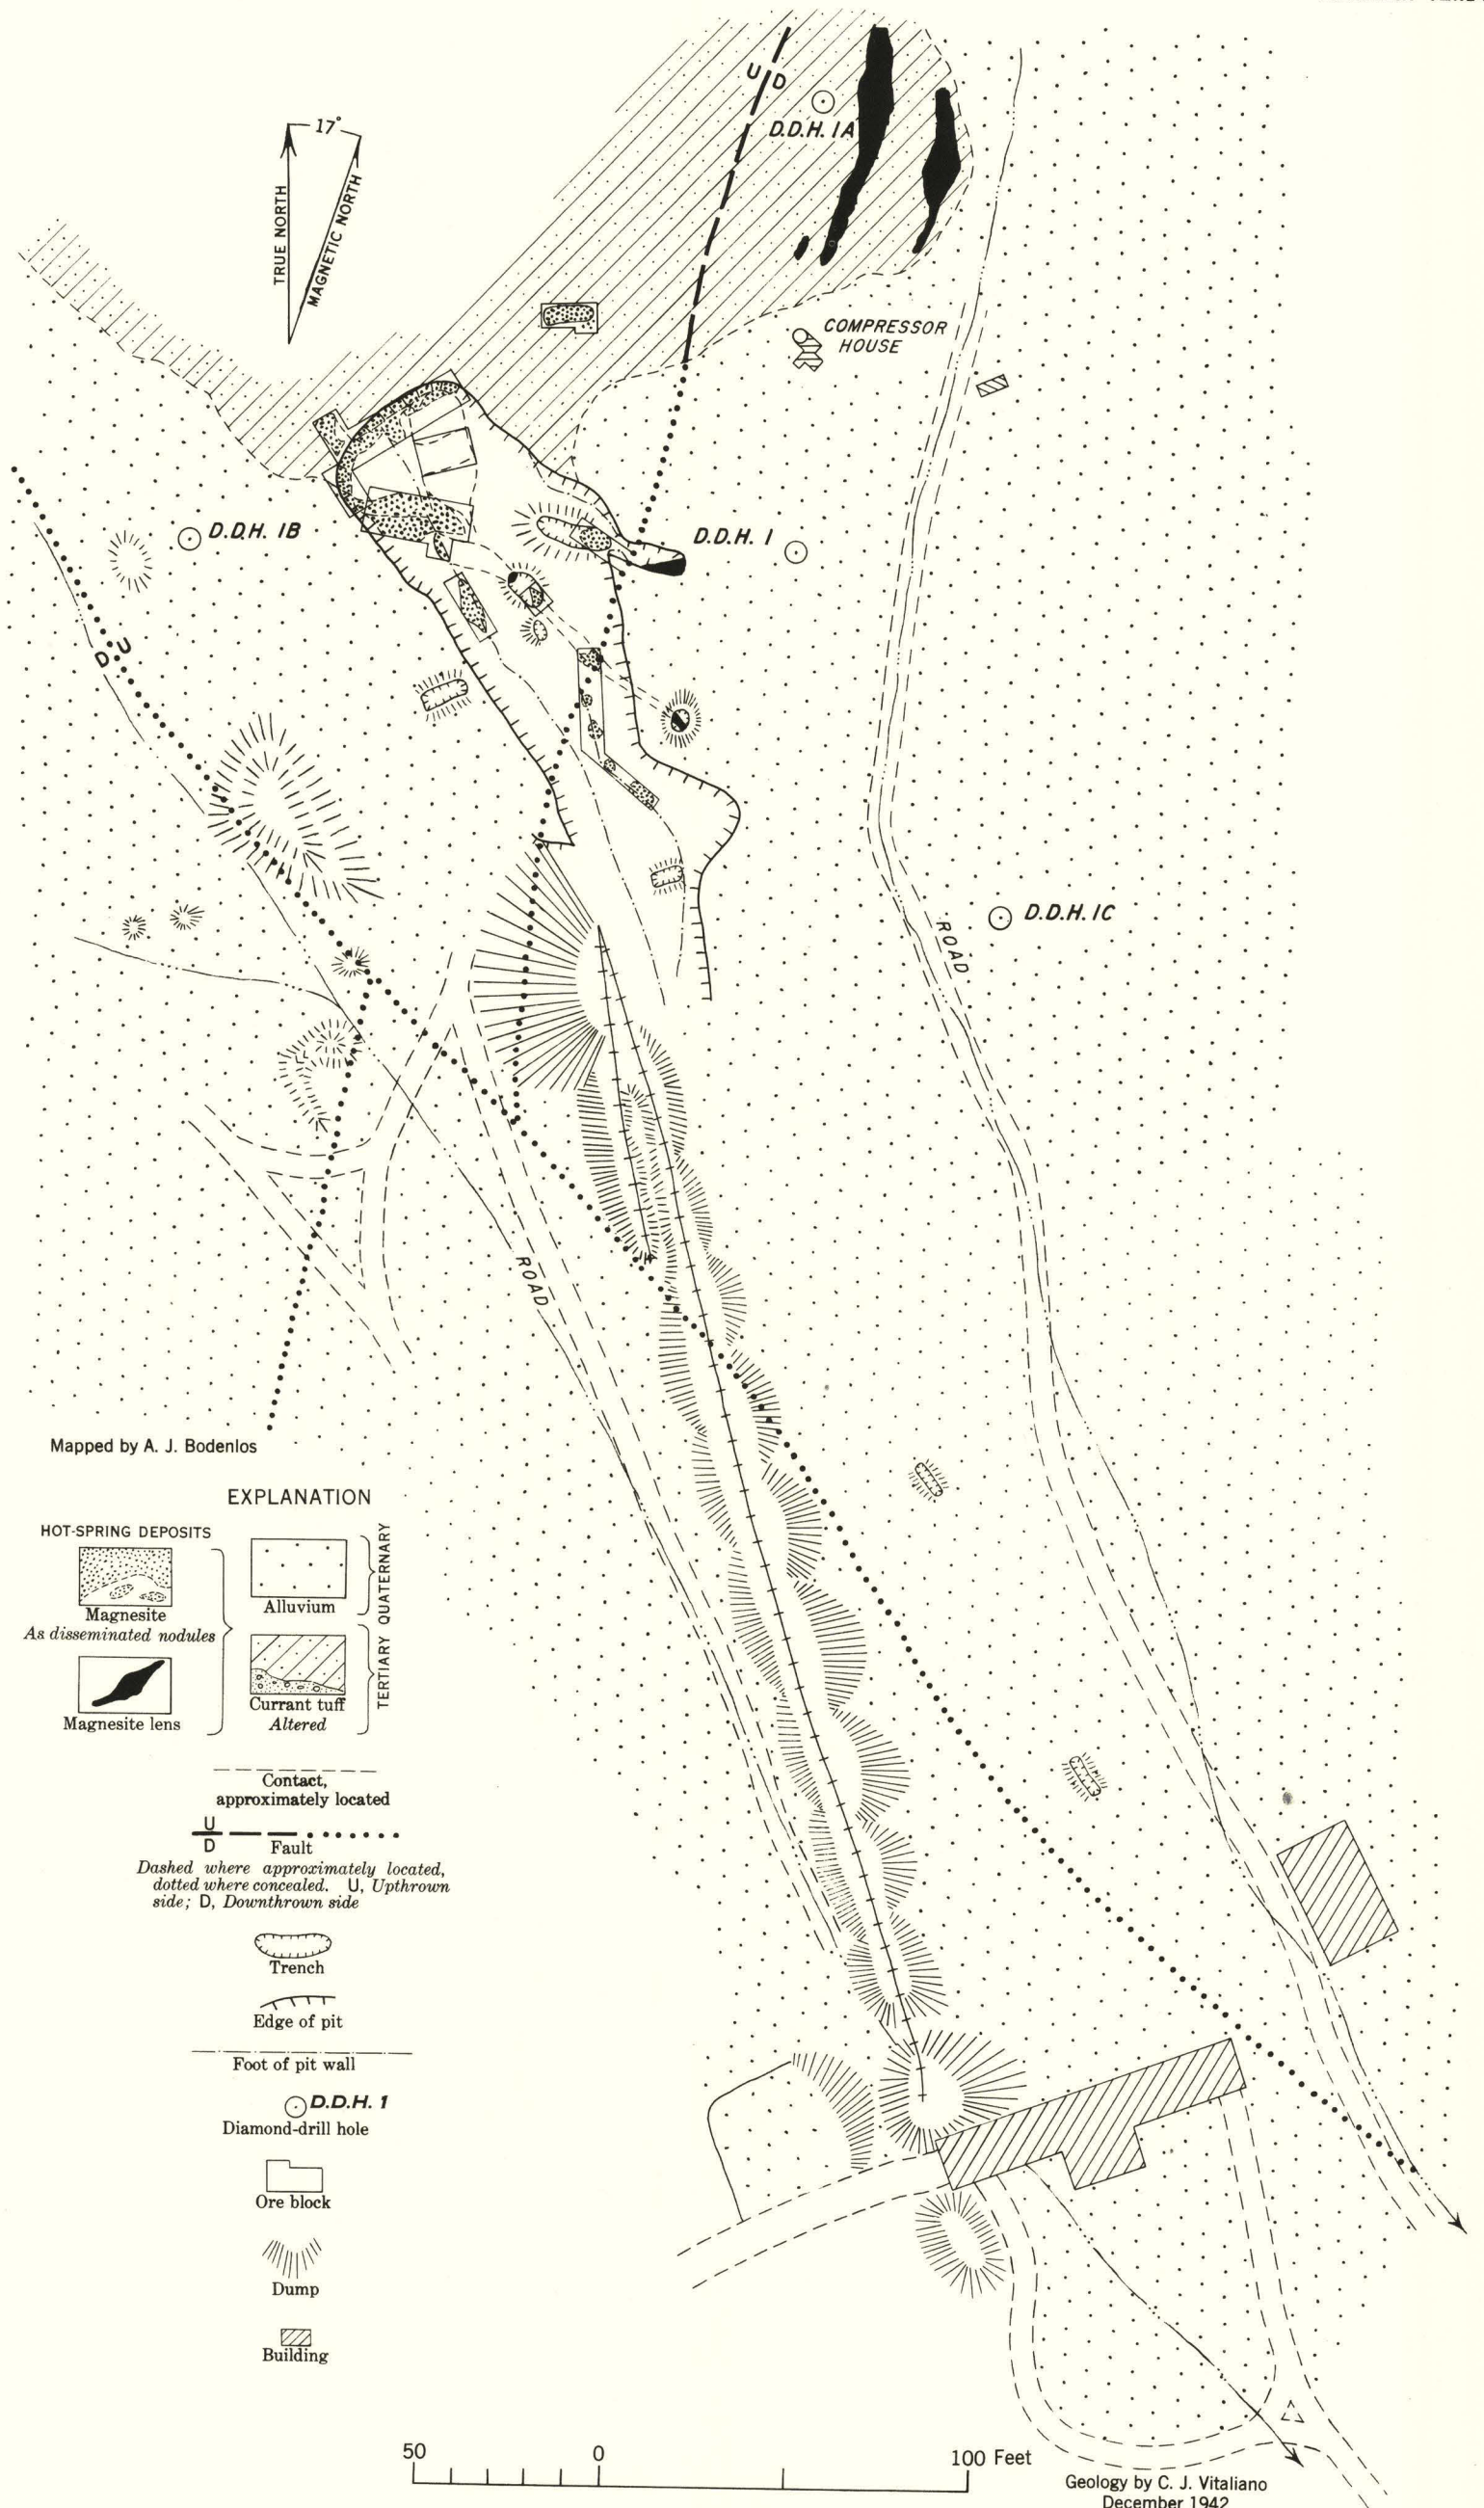 17°
TRUE NORTH
MAGNETIC NORTH
U/D
D.D.H. 1A
COMPRESSOR
HOUSE
D.D.H. 1B
D.D.H. 1
D U
D.D.H. 1C
ROAD
ROAD
Mapped by A. J. Bodenlos
EXPLANATION
HOT-SPRING DEPOSITS
Magnesite
As disseminated nodules
Magnesite lens
Alluvium
QUATERNARY
Currant tuff
Altered
TERTIARY
Contact,
approximately located
U
D
Fault
Dashed where approximately located,
dotted where concealed. U, Upthrown
side; D, Downthrown side
Trench
Edge of pit
Foot of pit wall
D.D.H. 1
Diamond-drill hole
Ore block
Dump
Building
50 0 100 Feet
Geology by C. J. Vitaliano
December 1942